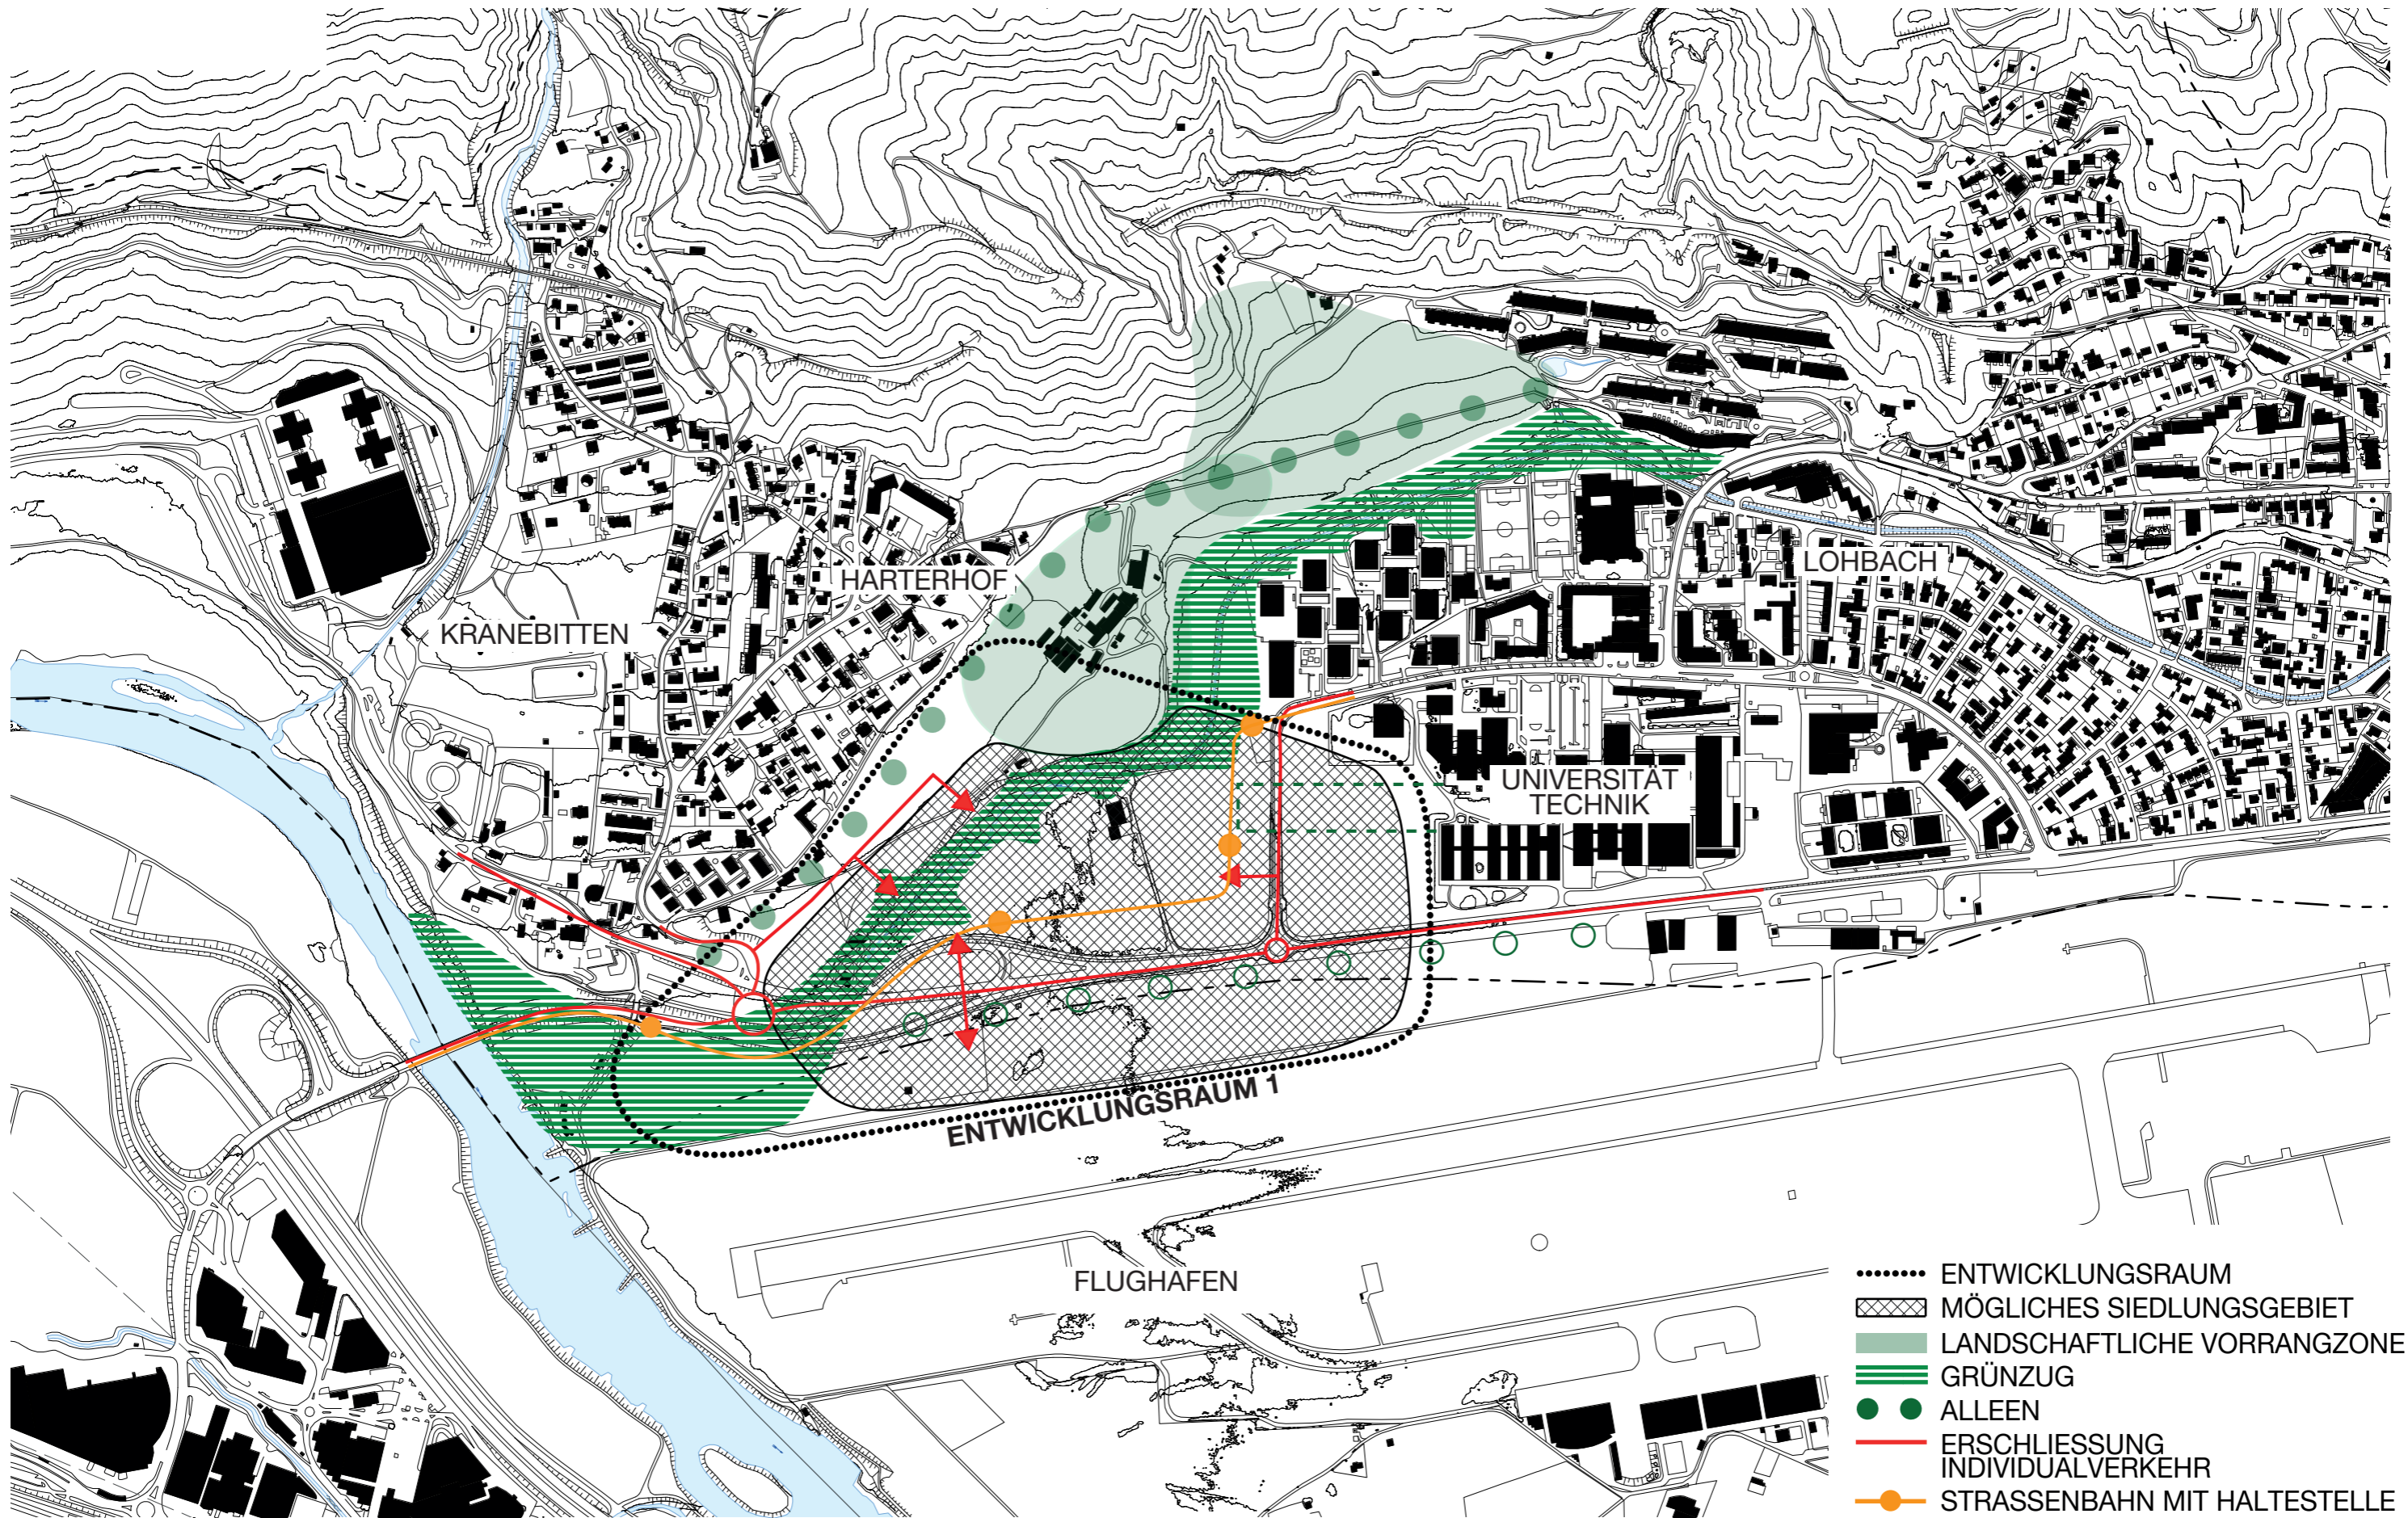 HARTERHOF
LOHBACH
KRANEBITTEN
UNIVERSITÄT
TECHNIK
ENTWICKLUNGSRAUM 1
FLUGHAFEN
ENTWICKLUNGSRAUM
MÖGLICHES SIEDLUNGSGEBIET
LANDSCHAFTLICHE VORRANGZONE
GRÜNZUG
ALLEEN
ERSCHLIESSUNG
INDIVIDUALVERKEHR
STRASSENBAHN MIT HALTESTELLE